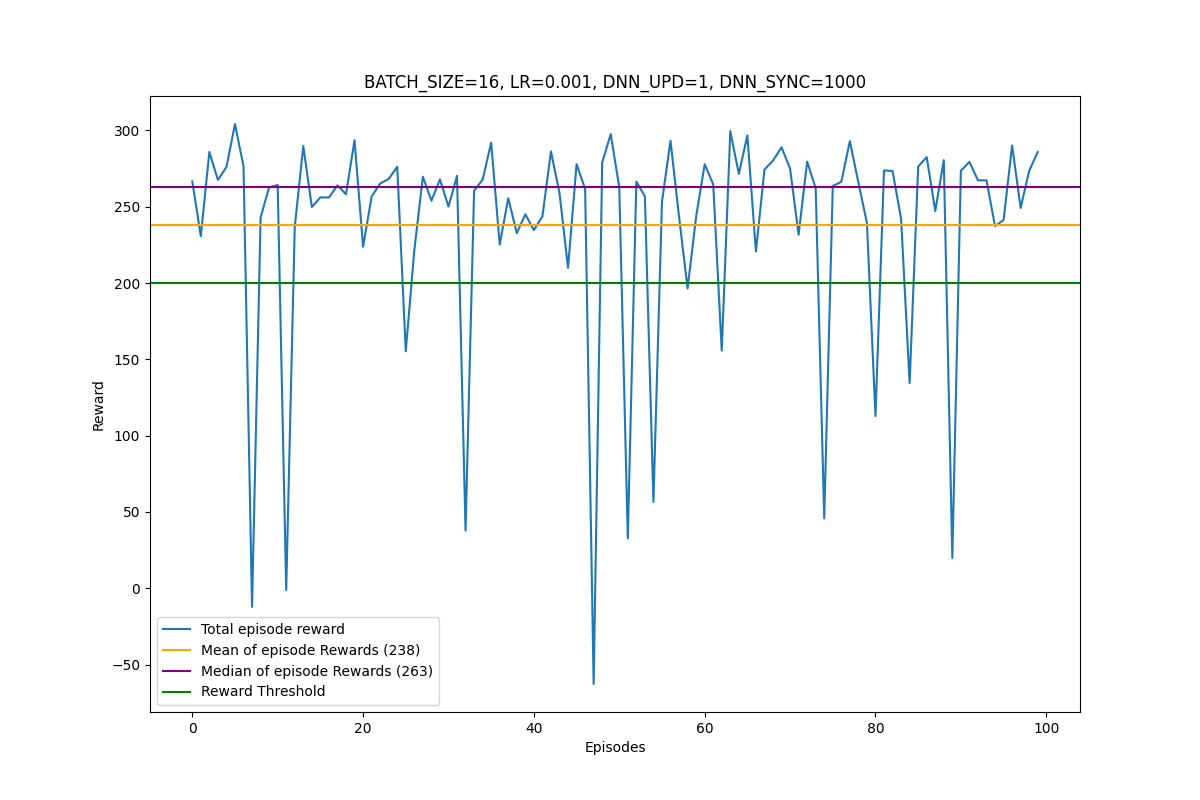 BATCH_SIZE=16, LR=0.001, DNN_UPD=1, DNN_SYNC=1000
300
250
200
150
100
50
0
−50
Reward
Total episode reward
Mean of episode Rewards (238)
Median of episode Rewards (263)
Reward Threshold
0 20 40 60 80 100
Episodes